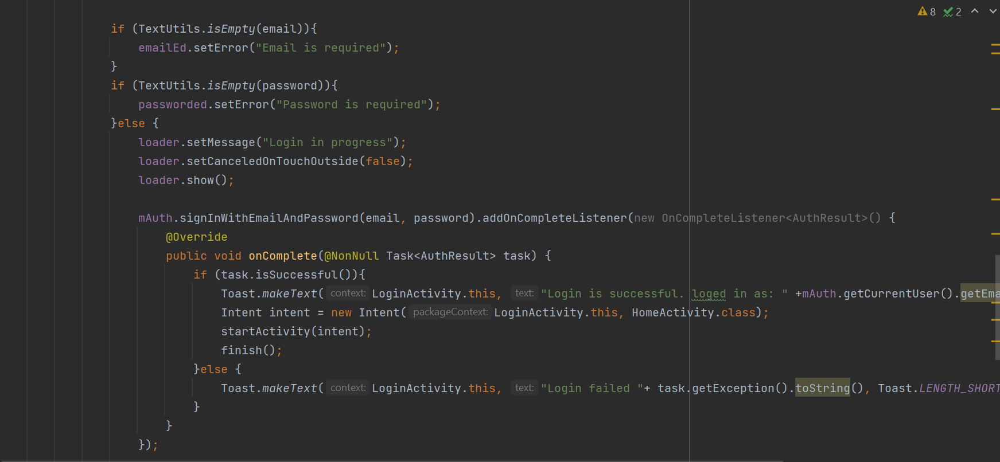 8 2
if (TextUtils.isEmpty(email)){
emailEd.setError("Email is required");
}
if (TextUtils.isEmpty(password)){
passworded.setError("Password is required");
}else {
loader.setMessage("Login in progress");
loader.setCanceledOnTouchOutside(false);
loader.show();
mAuth.signInWithEmailAndPassword(email, password).addOnCompleteListener(new OnCompleteListener<AuthResult>() {
@Override
public void onComplete(@NonNull Task<AuthResult> task) {
if (task.isSuccessful()){
Toast.makeText( context: LoginActivity.this, text: "Login is successful. loged in as: " +mAuth.getCurrentUser().getEma
Intent intent = new Intent( packageContext: LoginActivity.this, HomeActivity.class);
startActivity(intent);
finish();
}else {
Toast.makeText( context: LoginActivity.this, text: "Login failed "+ task.getException().toString(), Toast.LENGTH_SHORT
}
}
});